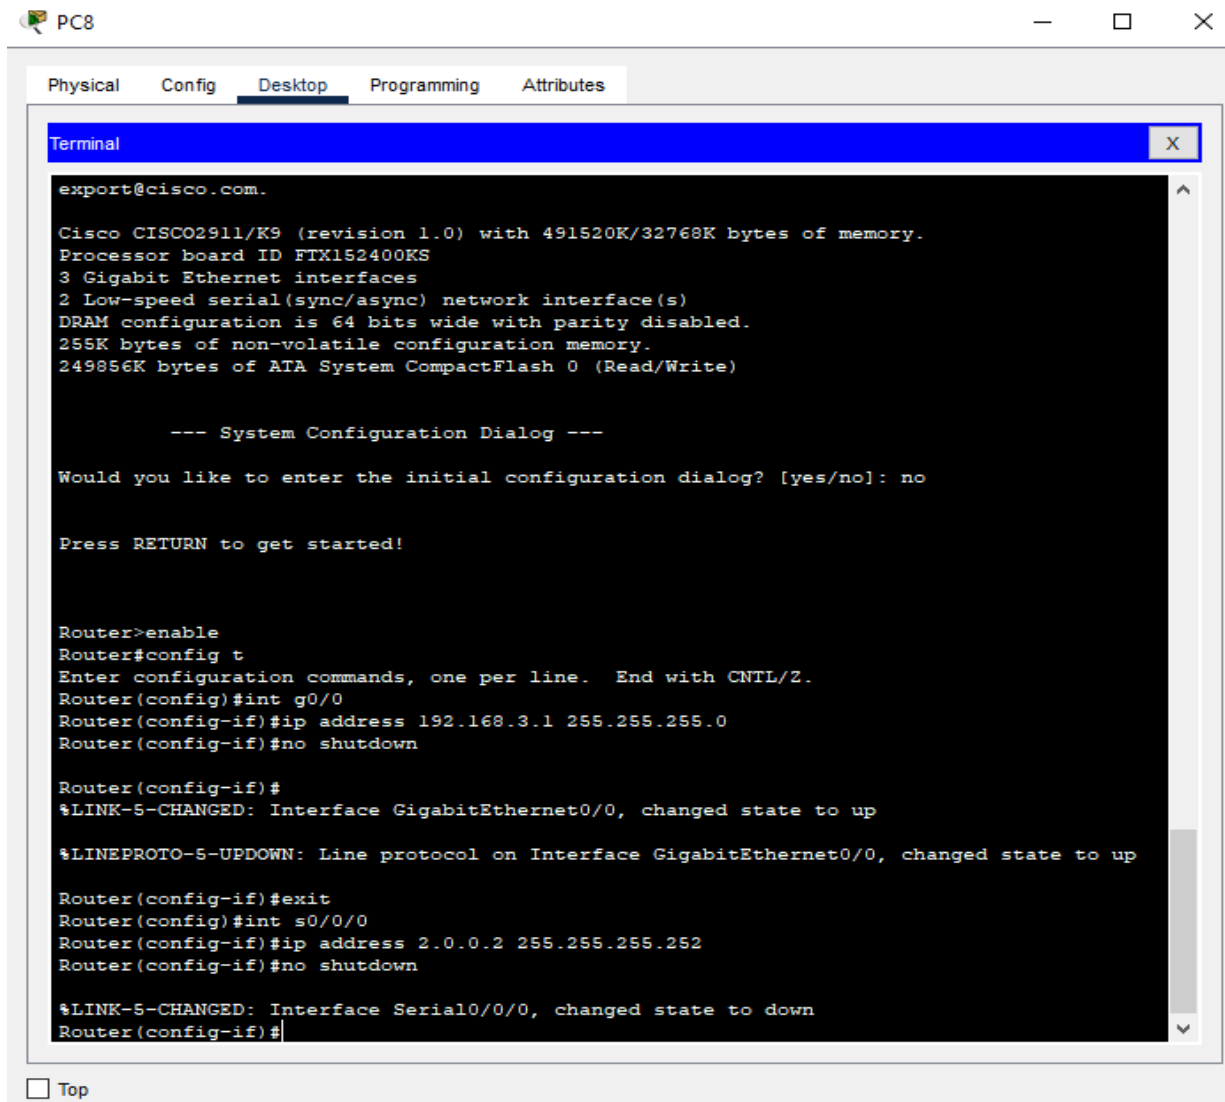 PC8
Physical Config Desktop Programming Attributes
Terminal X
export@cisco.com.
Cisco CISCO2911/K9 (revision 1.0) with 491520K/32768K bytes of memory.
Processor board ID FTX152400KS
3 Gigabit Ethernet interfaces
2 Low-speed serial(sync/async) network interface(s)
DRAM configuration is 64 bits wide with parity disabled.
255K bytes of non-volatile configuration memory.
249856K bytes of ATA System CompactFlash 0 (Read/Write)
--- System Configuration Dialog ---
Would you like to enter the initial configuration dialog? [yes/no]: no
Press RETURN to get started!
Router>enable
Router#config t
Enter configuration commands, one per line.  End with CNTL/Z.
Router(config)#int g0/0
Router(config-if)#ip address 192.168.3.1 255.255.255.0
Router(config-if)#no shutdown
Router(config-if)#
%LINK-5-CHANGED: Interface GigabitEthernet0/0, changed state to up
%LINEPROTO-5-UPDOWN: Line protocol on Interface GigabitEthernet0/0, changed state to up
Router(config-if)#exit
Router(config)#int s0/0/0
Router(config-if)#ip address 2.0.0.2 255.255.255.252
Router(config-if)#no shutdown
%LINK-5-CHANGED: Interface Serial0/0/0, changed state to down
Router(config-if)#
Top